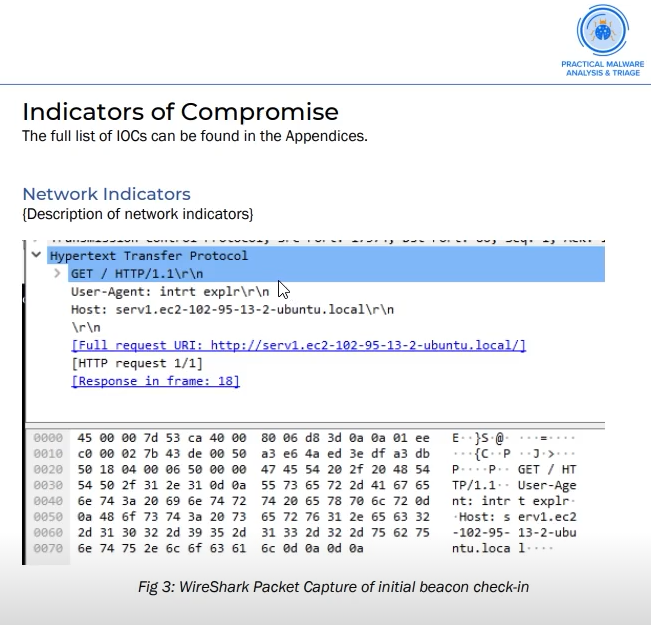 PRACTICAL MALWARE
ANALYSIS & TRIAGE
Indicators of Compromise
The full list of IOCs can be found in the Appendices.
Network Indicators
{Description of network indicators}
Hypertext Transfer Protocol
GET / HTTP/1.1\r\n
User-Agent: intrt explr\r\n
Host: serv1.ec2-102-95-13-2-ubuntu.local\r\n
\r\n
[Full request URI: http://serv1.ec2-102-95-13-2-ubuntu.local/]
[HTTP request 1/1]
[Response in frame: 18]
0000 45 00 00 7d 53 ca 40 00 80 06 d8 3d 0a 0a 01 ee E··}S·@· ···=····
0010 c0 00 02 7b 43 de 00 50 a3 e6 4a ed 3e df a3 db ···{C··P ··J·>···
0020 50 18 04 00 06 50 00 00 47 45 54 20 2f 20 48 54 P····P·· GET / HT
0030 54 50 2f 31 2e 31 0d 0a 55 73 65 72 2d 41 67 65 TP/1.1·· User-Age
0040 6e 74 3a 20 69 6e 74 72 74 20 65 78 70 6c 72 0d nt: intr t explr·
0050 0a 48 6f 73 74 3a 20 73 65 72 76 31 2e 65 63 32 ·Host: s erv1.ec2
0060 2d 31 30 32 2d 39 35 2d 31 33 2d 32 2d 75 62 75 -102-95- 13-2-ubu
0070 6e 74 75 2e 6c 6f 63 61 6c 0d 0a 0d 0a ntu.loca l····
Fig 3: WireShark Packet Capture of initial beacon check-in